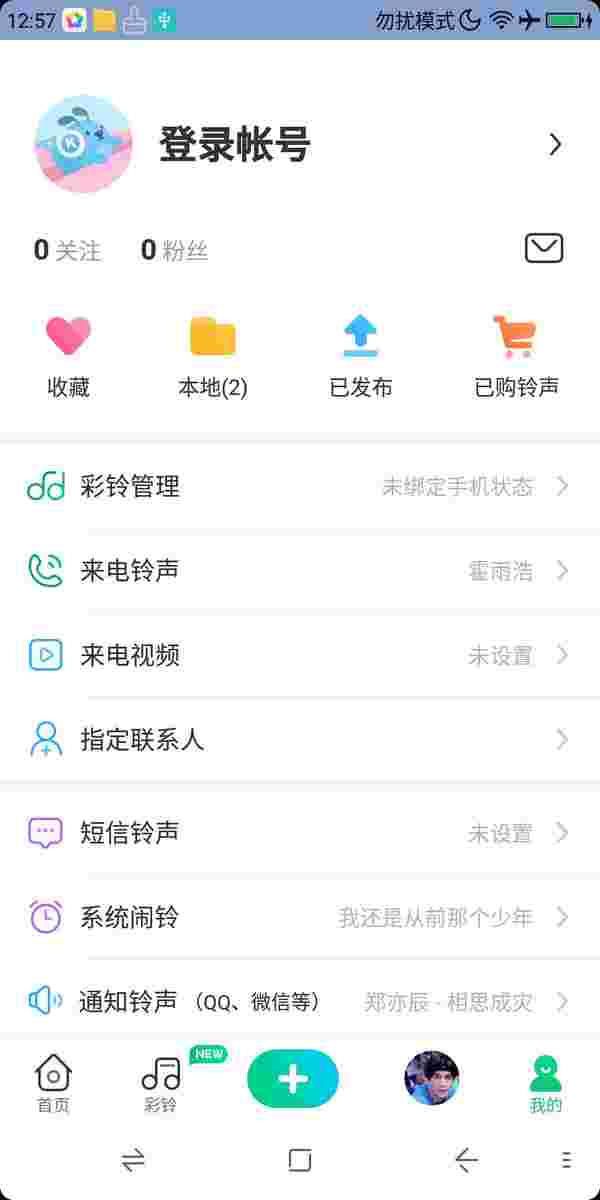 12:57 勿扰模式
登录帐号
0 关注 0 粉丝
收藏 本地(2) 已发布 已购铃声
彩铃管理 未绑定手机状态
来电铃声 霍雨浩
来电视频 未设置
指定联系人
短信铃声 未设置
系统闹铃 我还是从前那个少年
通知铃声 （QQ、微信等） 郑亦辰 - 相思成灾
NEW
首页 彩铃 我的